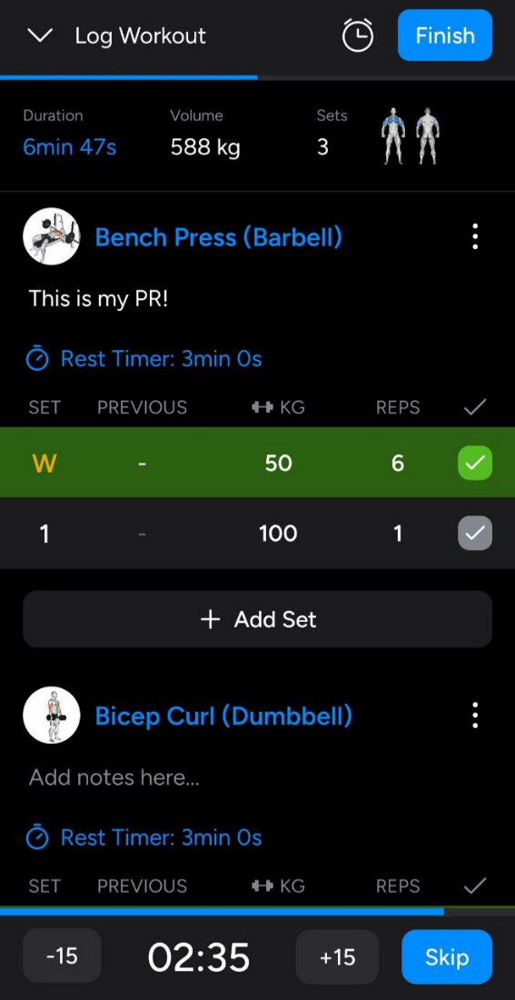 Log Workout Finish
Duration Volume Sets
6min 47s 588 kg 3
Bench Press (Barbell)
This is my PR!
Rest Timer: 3min 0s
SET PREVIOUS KG REPS
W - 50 6
1 - 100 1
+ Add Set
Bicep Curl (Dumbbell)
Add notes here...
Rest Timer: 3min 0s
SET PREVIOUS KG REPS
-15 02:35 +15 Skip